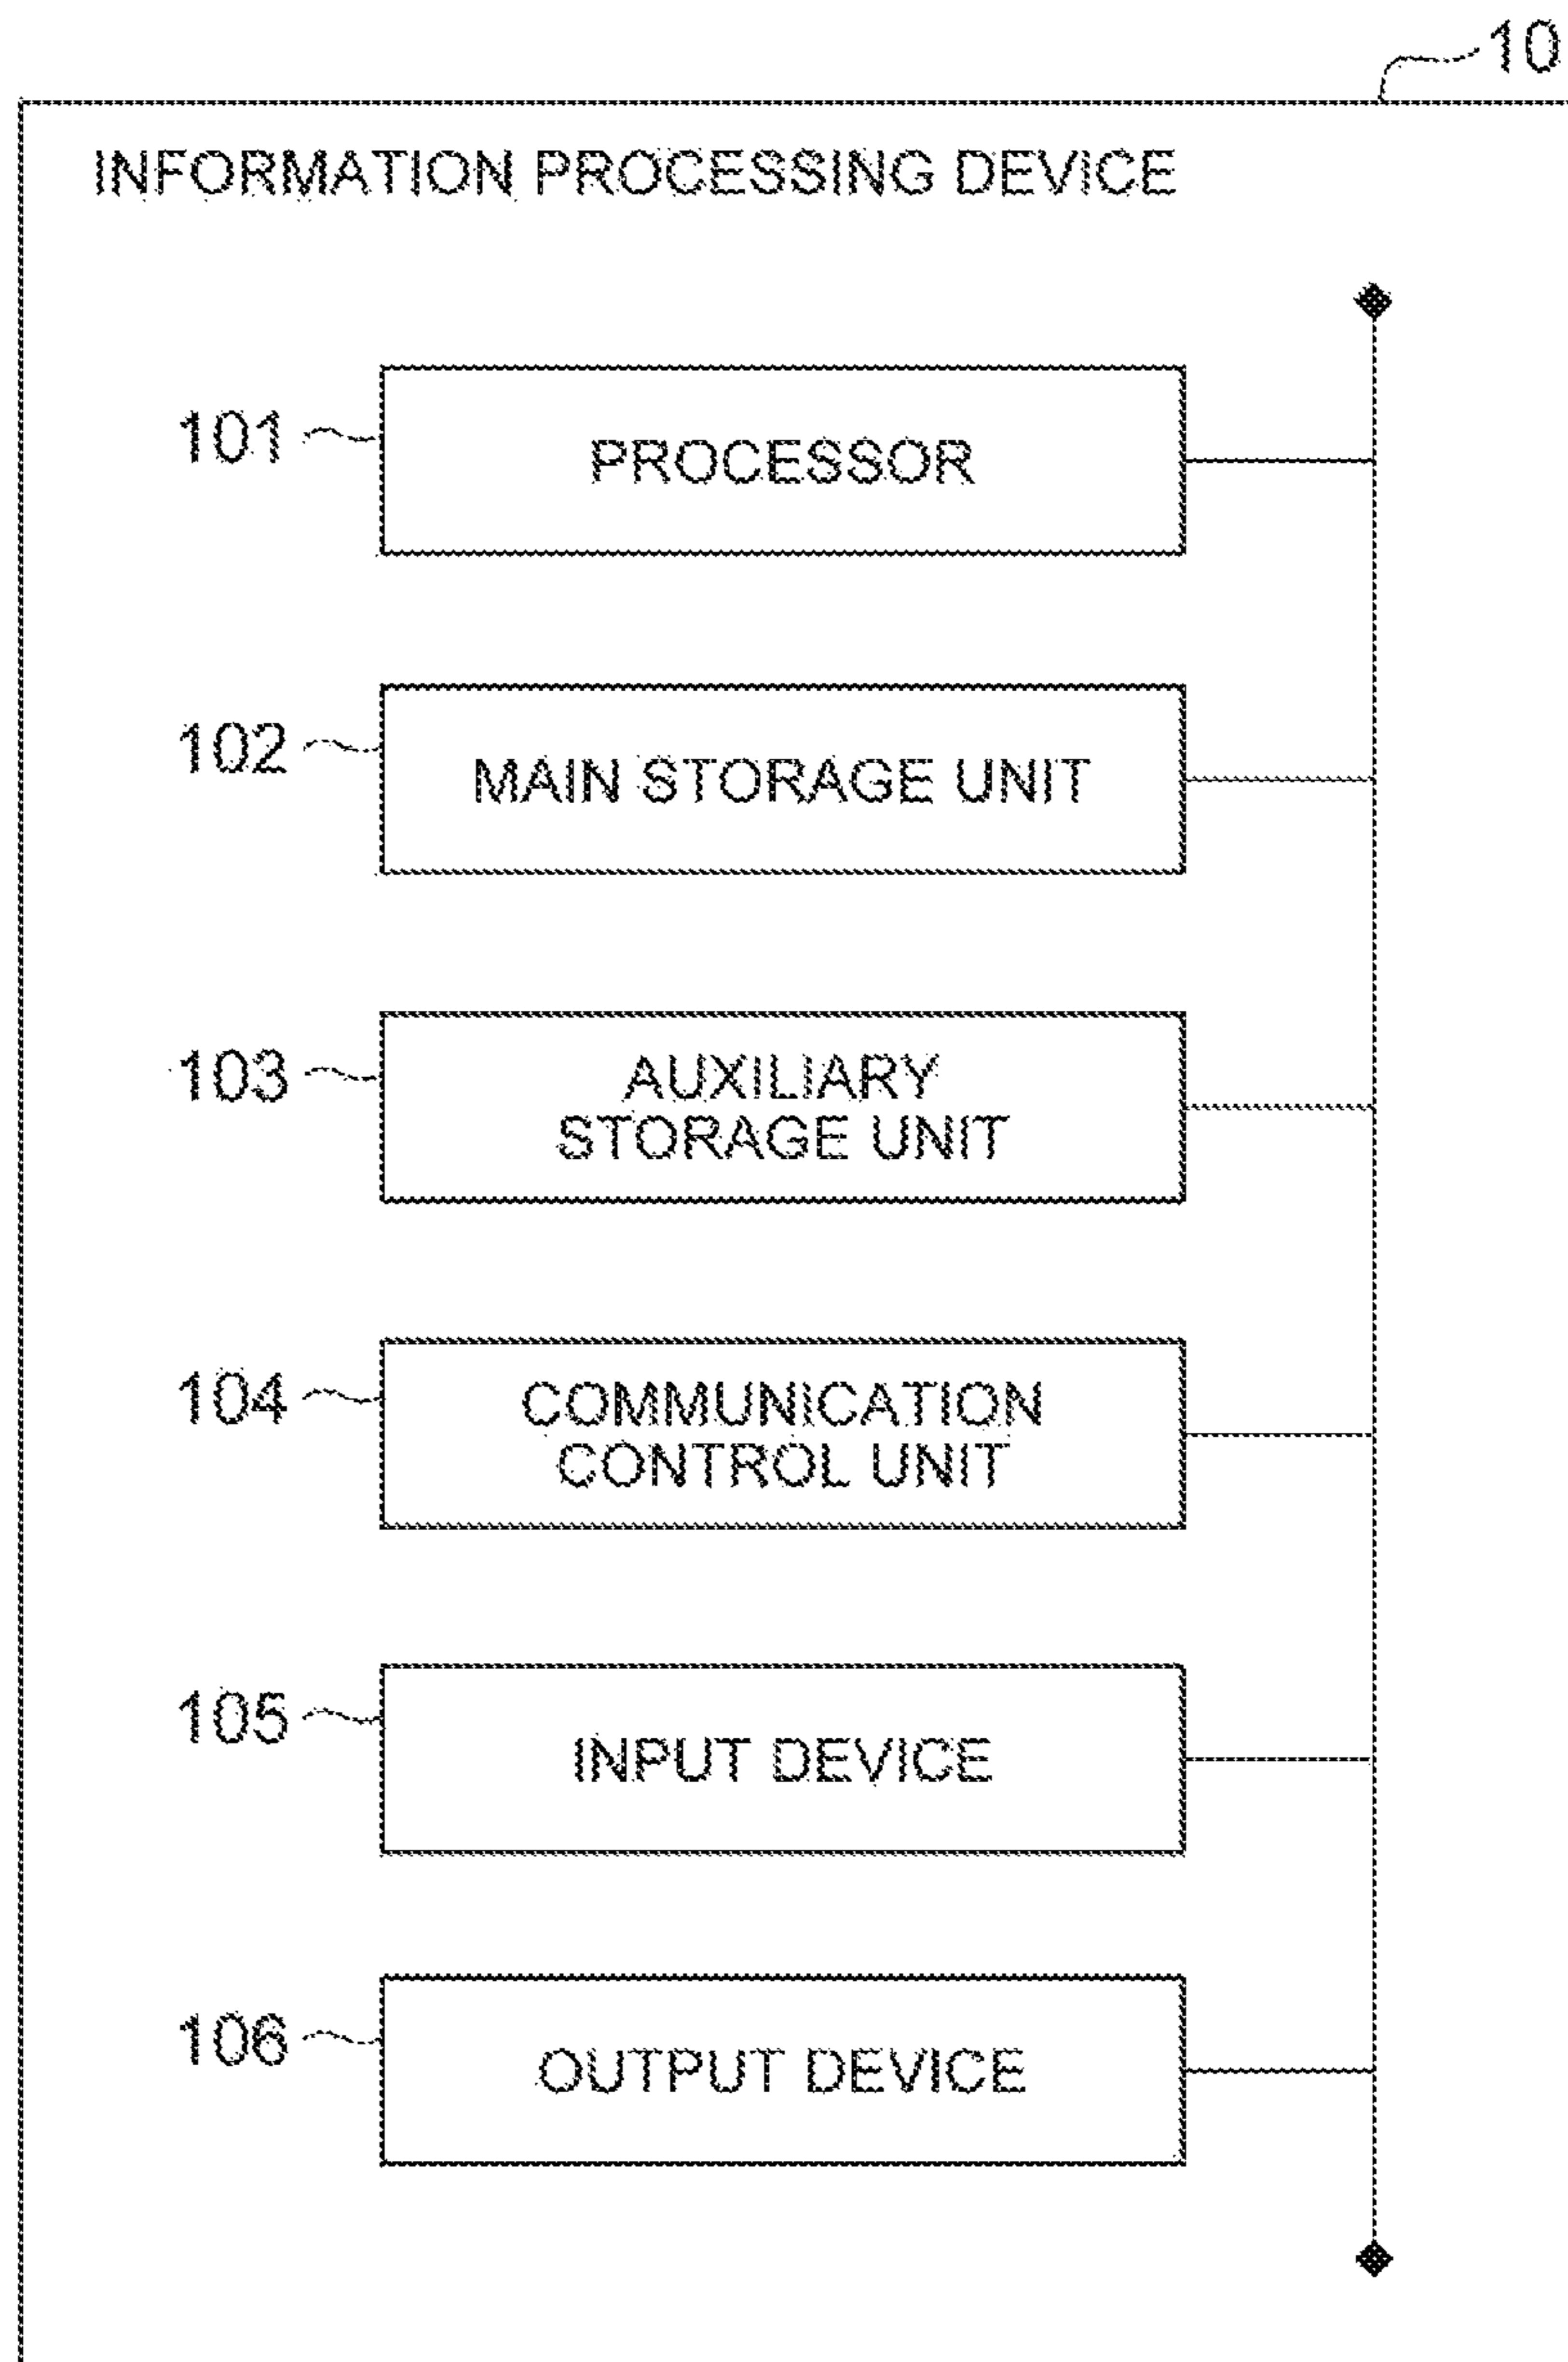 10
INFORMATION PROCESSING DEVICE
101
PROCESSOR
102
MAIN STORAGE UNIT
103
AUXILIARY
STORAGE UNIT
104
COMMUNICATION
CONTROL UNIT
105
INPUT DEVICE
106
OUTPUT DEVICE